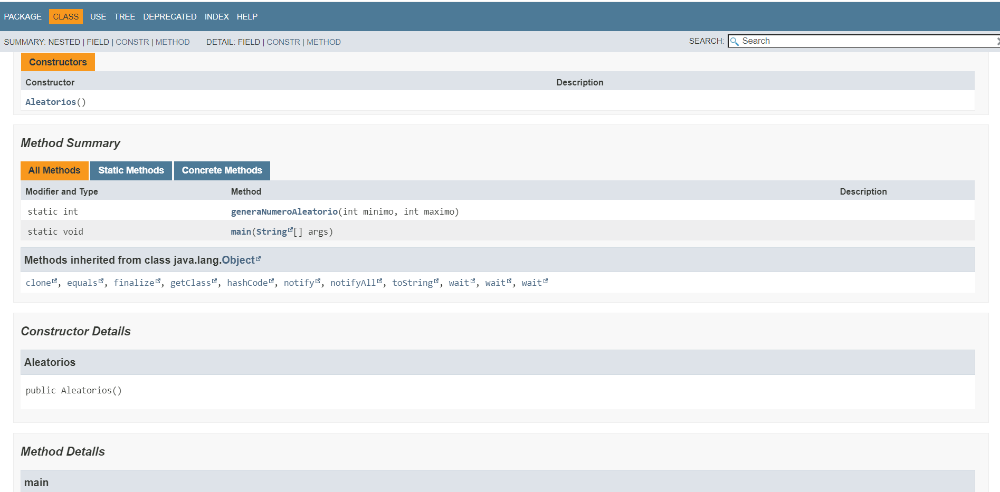 PACKAGE CLASS USE TREE DEPRECATED INDEX HELP
SUMMARY: NESTED | FIELD | CONSTR | METHOD DETAIL: FIELD | CONSTR | METHOD SEARCH: Search
Constructors
Constructor Description
Aleatorios()
Method Summary
All Methods Static Methods Concrete Methods
Modifier and Type Method Description
static int generaNumeroAleatorio(int minimo, int maximo)
static void main(String[] args)
Methods inherited from class java.lang.Object
clone, equals, finalize, getClass, hashCode, notify, notifyAll, toString, wait, wait, wait
Constructor Details
Aleatorios
public Aleatorios()
Method Details
main